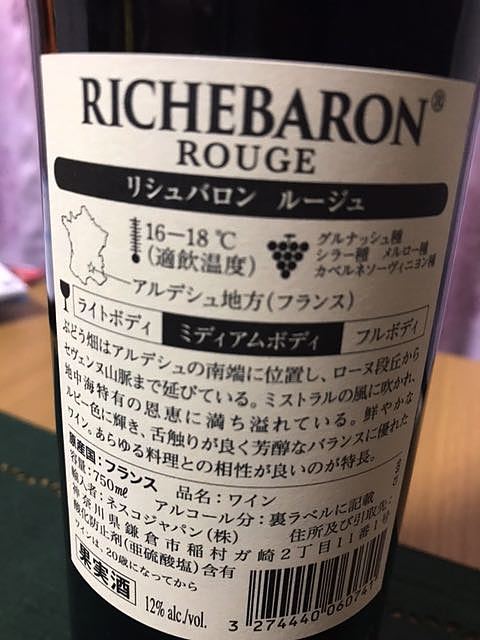 RICHEBARON®
ROUGE
リシュバロン ルージュ
16−18℃
(適飲温度)
グルナッシュ種
シラー種 メルロー種
カベルネソーヴィニヨン種
アルデシュ地方(フランス)
ライトボディ ミディアムボディ フルボディ
ぶどう畑はアルデシュの南端に位置し、ローヌ段丘から
セヴェンヌ山脈まで延びている。ミストラルの風に吹かれ、
地中海特有の恩恵に満ち溢れている。鮮やかな
ルビー色に輝き、舌触りが良く芳醇なバランスに優れた
ワイン。あらゆる料理との相性が良いのが特長。
原産国：フランス 品名：ワイン
容量：750mℓ アルコール分：裏ラベルに記載
輸入者：ネスコジャパン(株) 住所及び引取先：
神奈川県鎌倉市稲村ガ崎2丁目11番1号
酸化防止剤(亜硫酸塩)含有
ワインは、20歳になってから
果実酒
12% alc./vol.
3 274440 06074